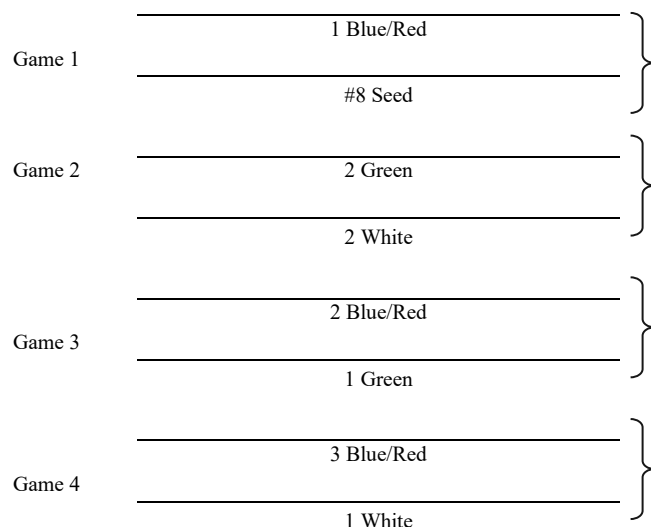 1 Blue/Red
Game 1
#8 Seed
Game 2
2 Green
2 White
2 Blue/Red
Game 3
1 Green
3 Blue/Red
Game 4
1 White